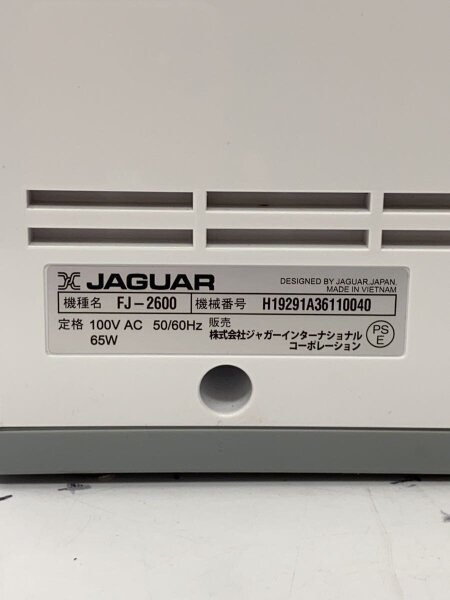 JAGUAR
DESIGNED BY JAGUAR.JAPAN.
MADE IN VIETNAM
機種名 FJ-2600 機械番号 H19291A36110040
定格 100V AC 50/60Hz 販売
65W 株式会社ジャガーインターナショナル
コーポレーション
PS
E